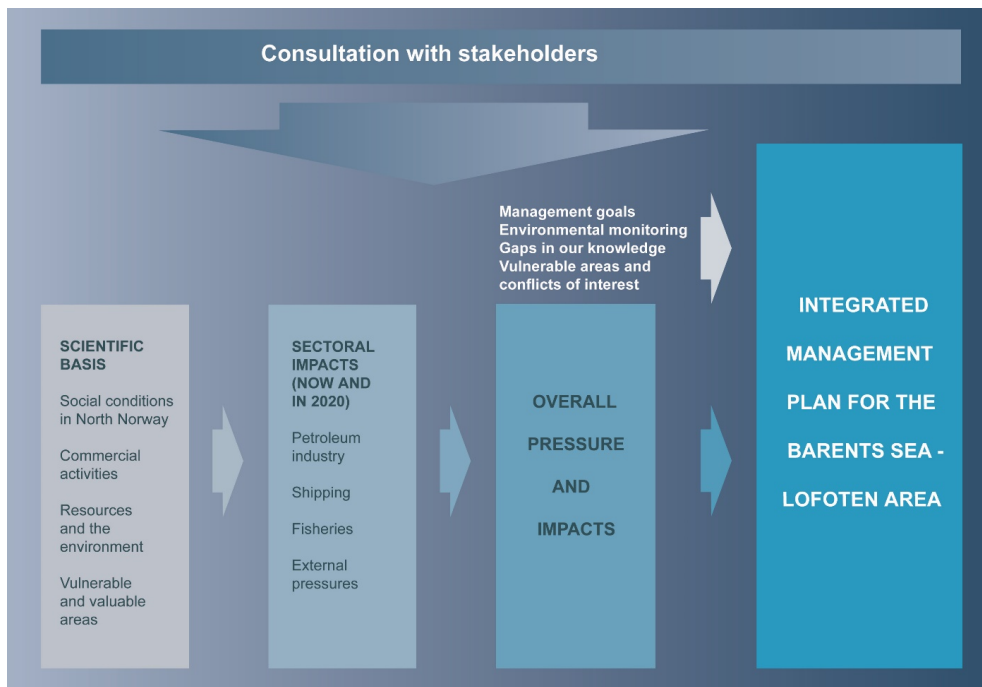 Consultation with stakeholders
Management goals
Environmental monitoring
Gaps in our knowledge
Vulnerable areas and
conflicts of interest
SCIENTIFIC
BASIS
Social conditions
in North Norway
Commercial
activities
Resources
and the
environment
Vulnerable
and valuable
areas
SECTORAL
IMPACTS
(NOW AND
IN 2020)
Petroleum
industry
Shipping
Fisheries
External
pressures
OVERALL
PRESSURE
AND
IMPACTS
INTEGRATED
MANAGEMENT
PLAN FOR THE
BARENTS SEA -
LOFOTEN AREA